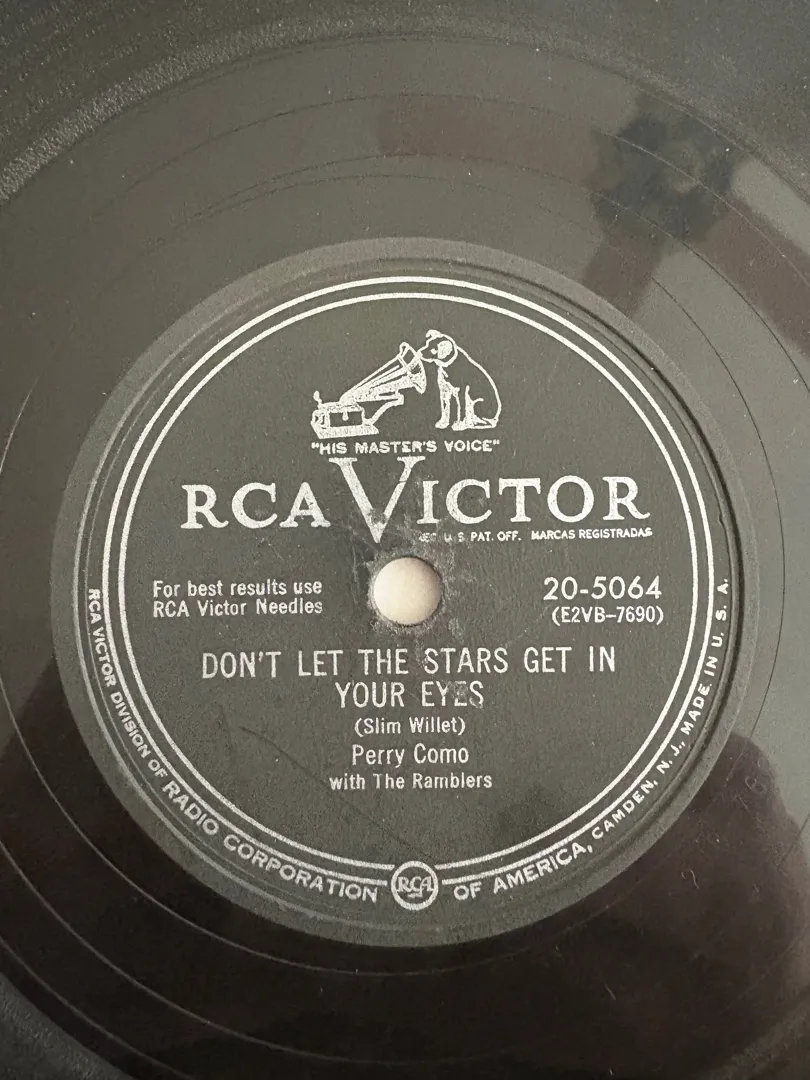 "HIS MASTER'S VOICE"
RCA VICTOR
U.S. PAT. OFF. MARCAS REGISTRADAS
For best results use
RCA Victor Needles
20-5064
(E2VB-7690)
DON'T LET THE STARS GET IN
YOUR EYES
(Slim Willet)
Perry Como
with The Ramblers
RCA VICTOR DIVISION OF RADIO CORPORATION RCA OF AMERICA, CAMDEN, N. J., MADE IN U. S. A.